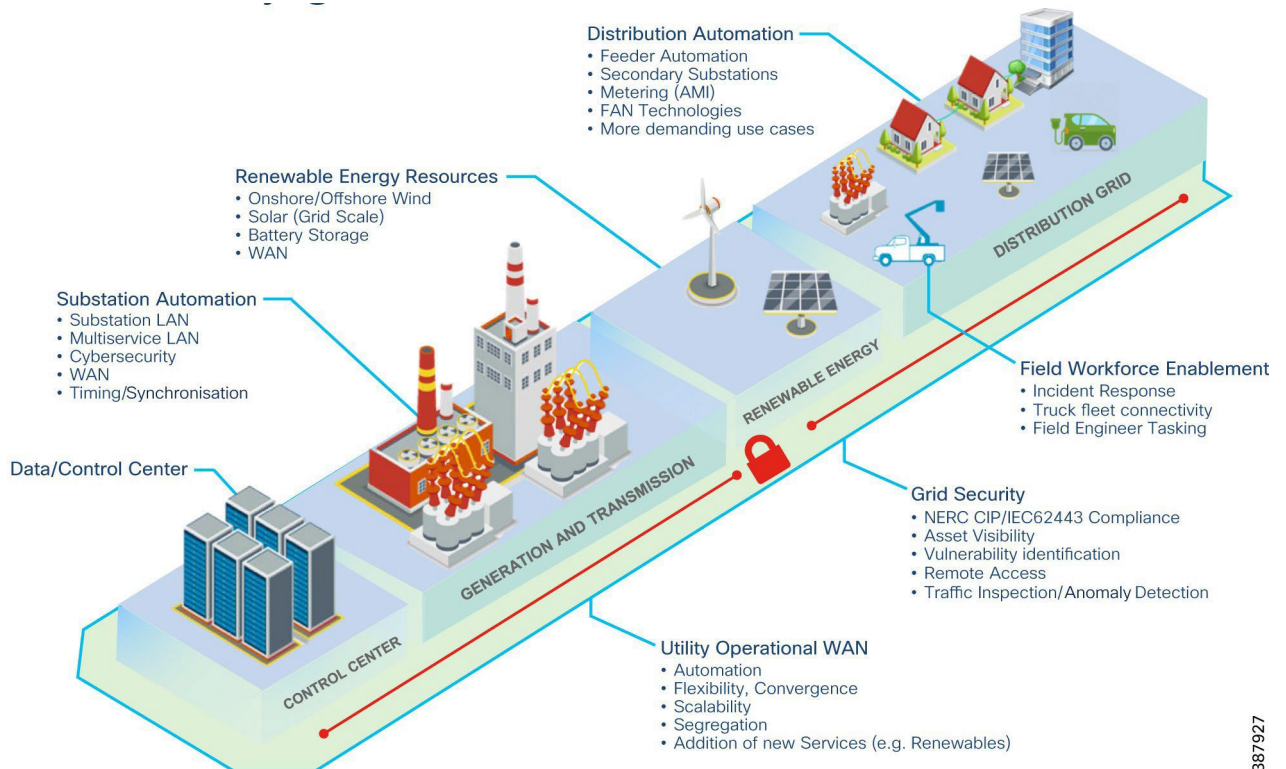 Distribution Automation
• Feeder Automation
• Secondary Substations
• Metering (AMI)
• FAN Technologies
• More demanding use cases
Renewable Energy Resources
• Onshore/Offshore Wind
• Solar (Grid Scale)
• Battery Storage
• WAN
Substation Automation
• Substation LAN
• Multiservice LAN
• Cybersecurity
• WAN
• Timing/Synchronisation
Data/Control Center
DISTRIBUTION GRID
RENEWABLE ENERGY
GENERATION AND TRANSMISSION
CONTROL CENTER
Field Workforce Enablement
• Incident Response
• Truck fleet connectivity
• Field Engineer Tasking
Grid Security
• NERC CIP/IEC62443 Compliance
• Asset Visibility
• Vulnerability identification
• Remote Access
• Traffic Inspection/Anomaly Detection
Utility Operational WAN
• Automation
• Flexibility, Convergence
• Scalability
• Segregation
• Addition of new Services (e.g. Renewables)
387927